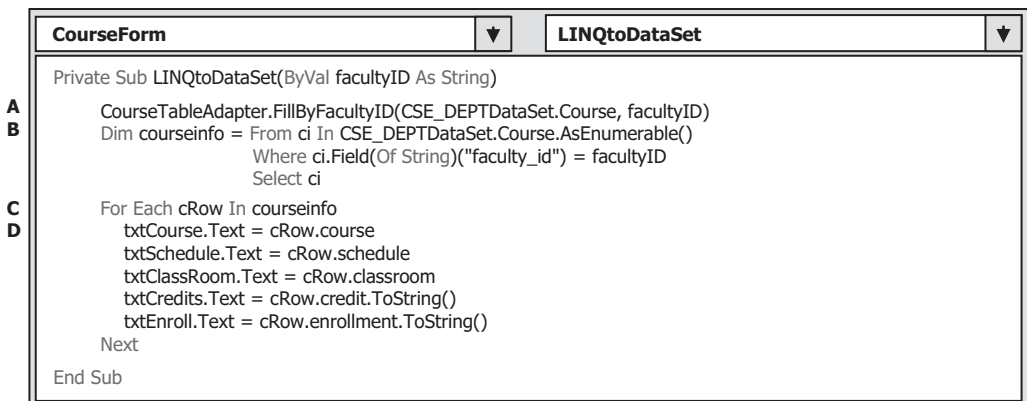 CourseForm LINQtoDataSet
Private Sub LINQtoDataSet(ByVal facultyID As String)
A CourseTableAdapter.FillByFacultyID(CSE_DEPTDataSet.Course, facultyID)
B Dim courseinfo = From ci In CSE_DEPTDataSet.Course.AsEnumerable()
Where ci.Field(Of String)("faculty_id") = facultyID
Select ci
C For Each cRow In courseinfo
D txtCourse.Text = cRow.course
txtSchedule.Text = cRow.schedule
txtClassRoom.Text = cRow.classroom
txtCredits.Text = cRow.credit.ToString()
txtEnroll.Text = cRow.enrollment.ToString()
Next
End Sub